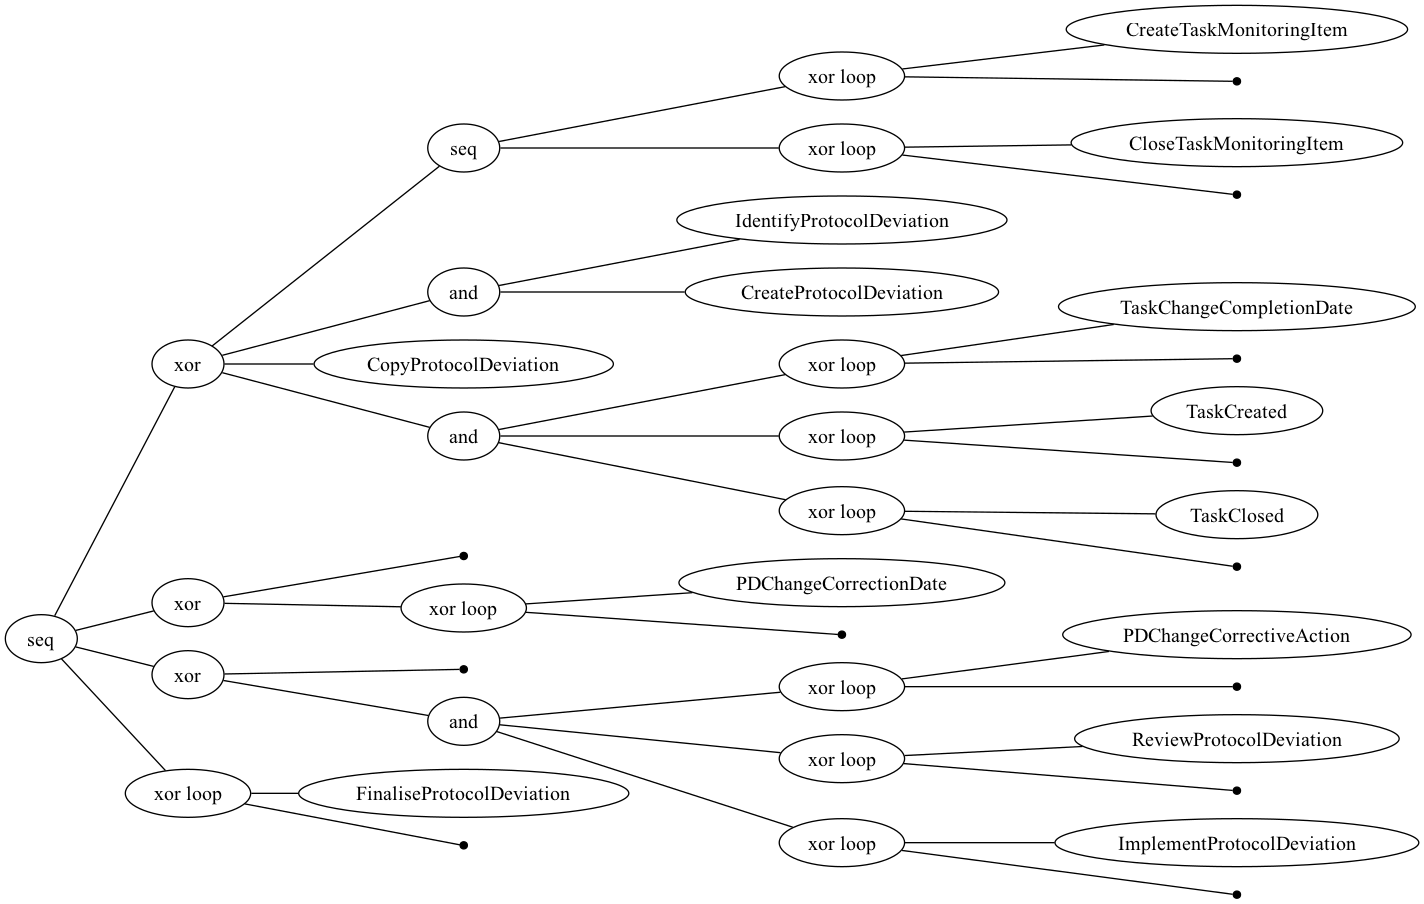 CreateTaskMonitoringItem
xor loop
seq
xor loop
CloseTaskMonitoringItem
IdentifyProtocolDeviation
and
CreateProtocolDeviation
TaskChangeCompletionDate
xor
CopyProtocolDeviation
xor loop
TaskCreated
and
xor loop
xor loop
TaskClosed
PDChangeCorrectionDate
xor
xor loop
seq
PDChangeCorrectiveAction
xor
xor loop
and
ReviewProtocolDeviation
xor loop
xor loop
FinaliseProtocolDeviation
xor loop
ImplementProtocolDeviation